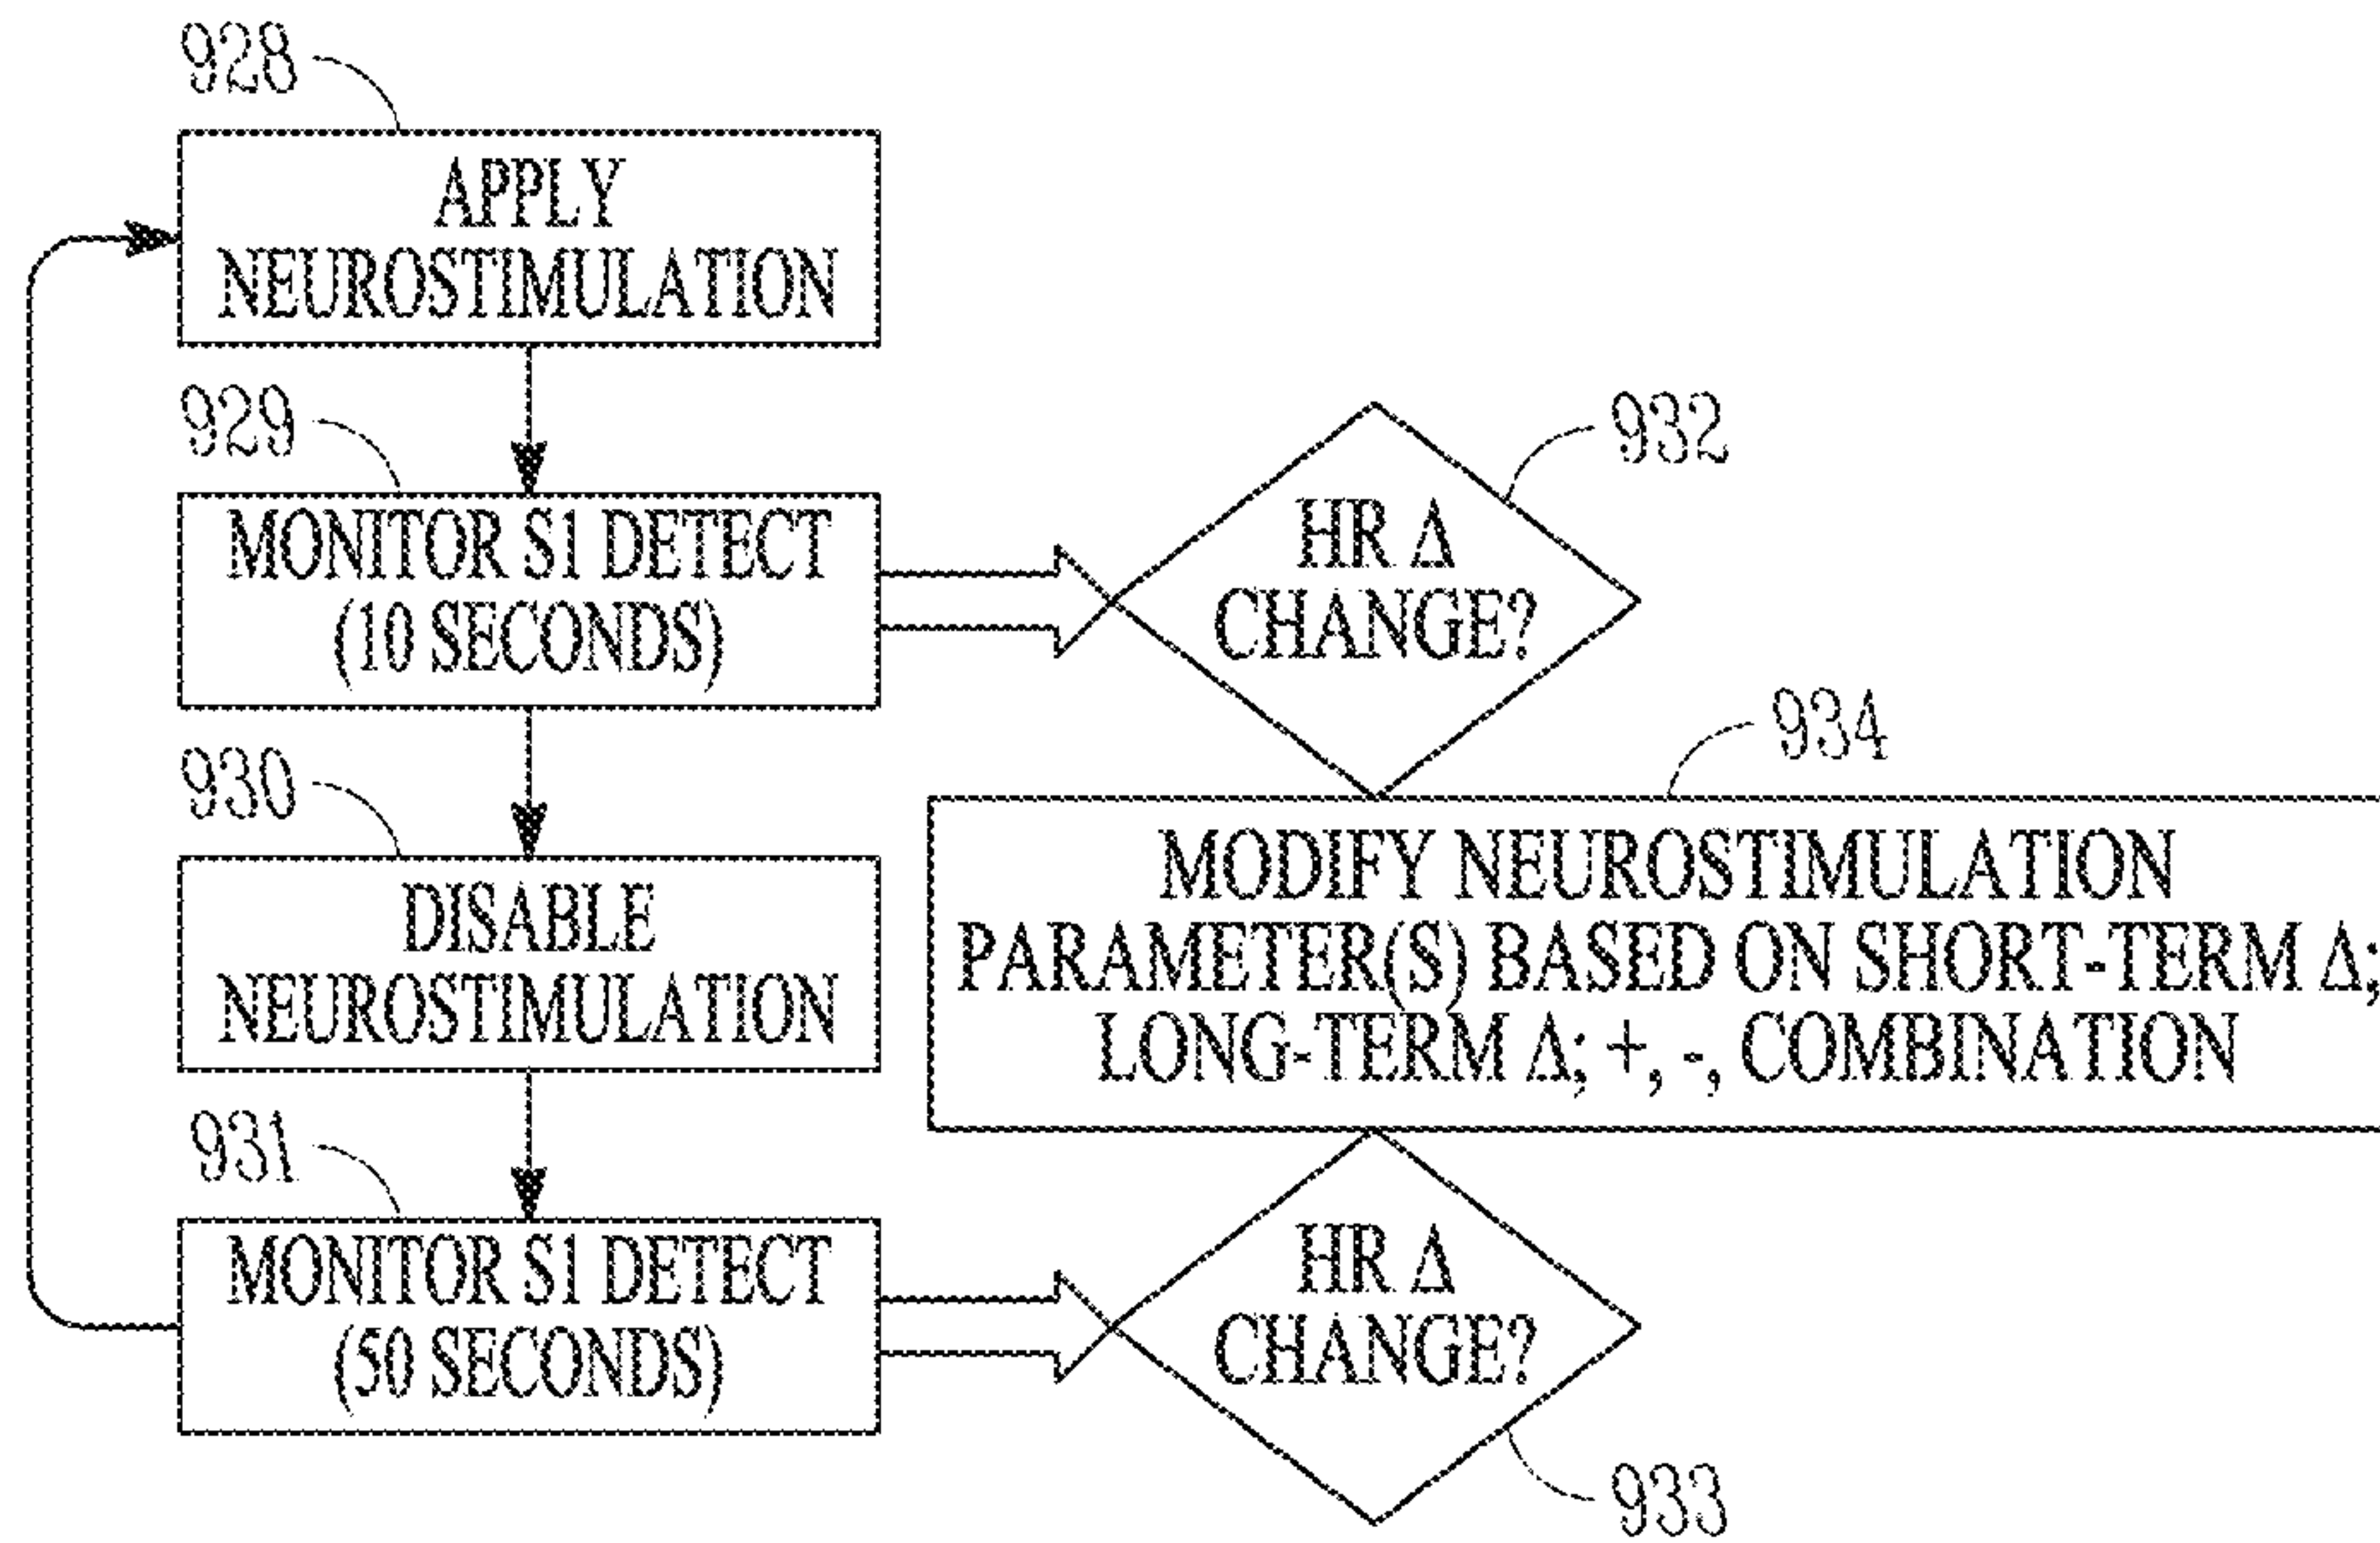 928
APPLY
NEUROSTIMULATION
929
MONITOR S1 DETECT
(10 SECONDS)
932
HR Δ
CHANGE?
930
DISABLE
NEUROSTIMULATION
934
MODIFY NEUROSTIMULATION
PARAMETER(S) BASED ON SHORT-TERM Δ;
LONG-TERM Δ; +, -, COMBINATION
931
MONITOR S1 DETECT
(50 SECONDS)
HR Δ
CHANGE?
933